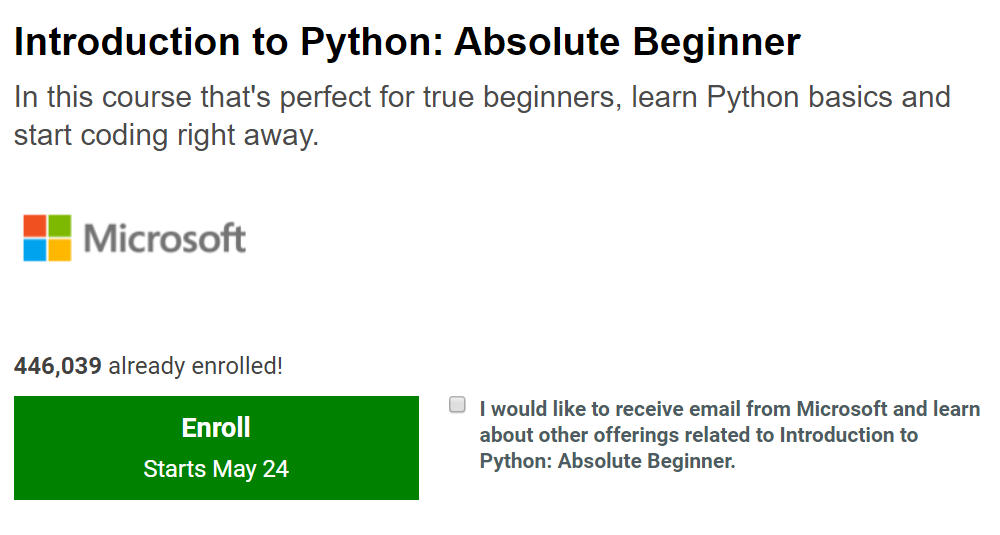 Introduction to Python: Absolute Beginner
In this course that's perfect for true beginners, learn Python basics and
start coding right away.
Microsoft
446,039 already enrolled!
Enroll
Starts May 24
I would like to receive email from Microsoft and learn
about other offerings related to Introduction to
Python: Absolute Beginner.